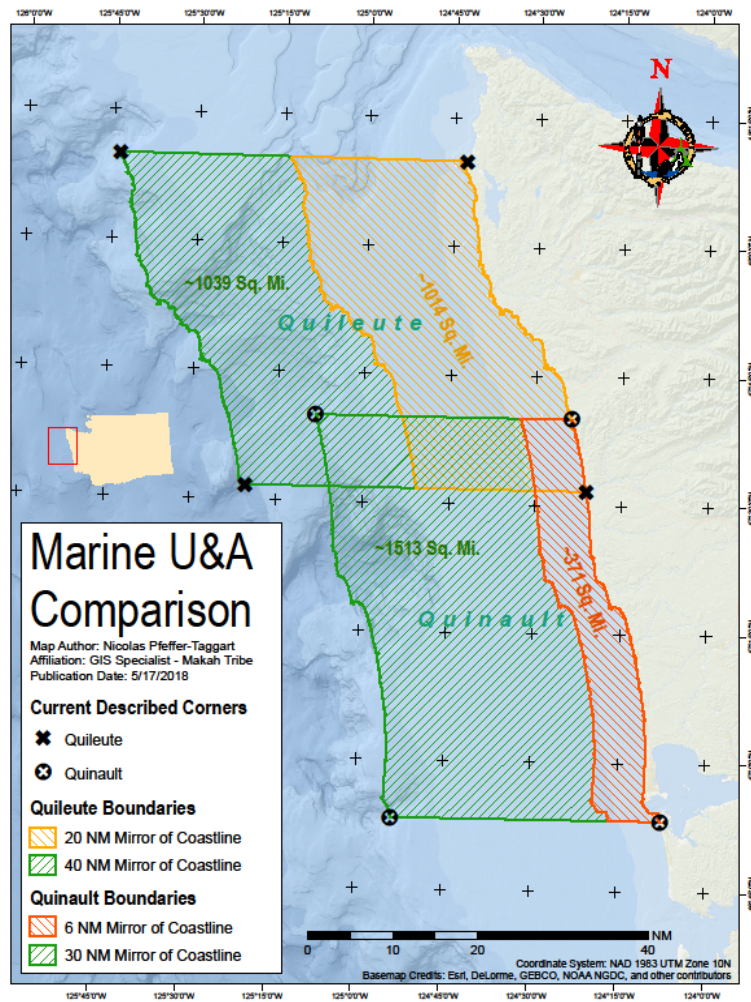 126°0'0"W 125°45'0"W 125°30'0"W 125°15'0"W 125°0'0"W 124°45'0"W 124°30'0"W 124°15'0"W 124°0'0"W
N
~1039 Sq. Mi.
~1014 Sq. Mi.
Quileute
~1513 Sq. Mi.
~371 Sq. Mi.
Quinault
Marine U&A
Comparison
Map Author: Nicolas Pfeffer-Taggart
Affiliation: GIS Specialist - Makah Tribe
Publication Date: 5/17/2018
Current Described Corners
Quileute
Quinault
Quileute Boundaries
20 NM Mirror of Coastline
40 NM Mirror of Coastline
Quinault Boundaries
6 NM Mirror of Coastline
30 NM Mirror of Coastline
NM
0 10 20 40
Coordinate System: NAD 1983 UTM Zone 10N
Basemap Credits: Esri, DeLorme, GEBCO, NOAA NGDC, and other contributors
125°45'0"W 125°30'0"W 125°15'0"W 125°0'0"W 124°45'0"W 124°30'0"W 124°15'0"W 124°0'0"W